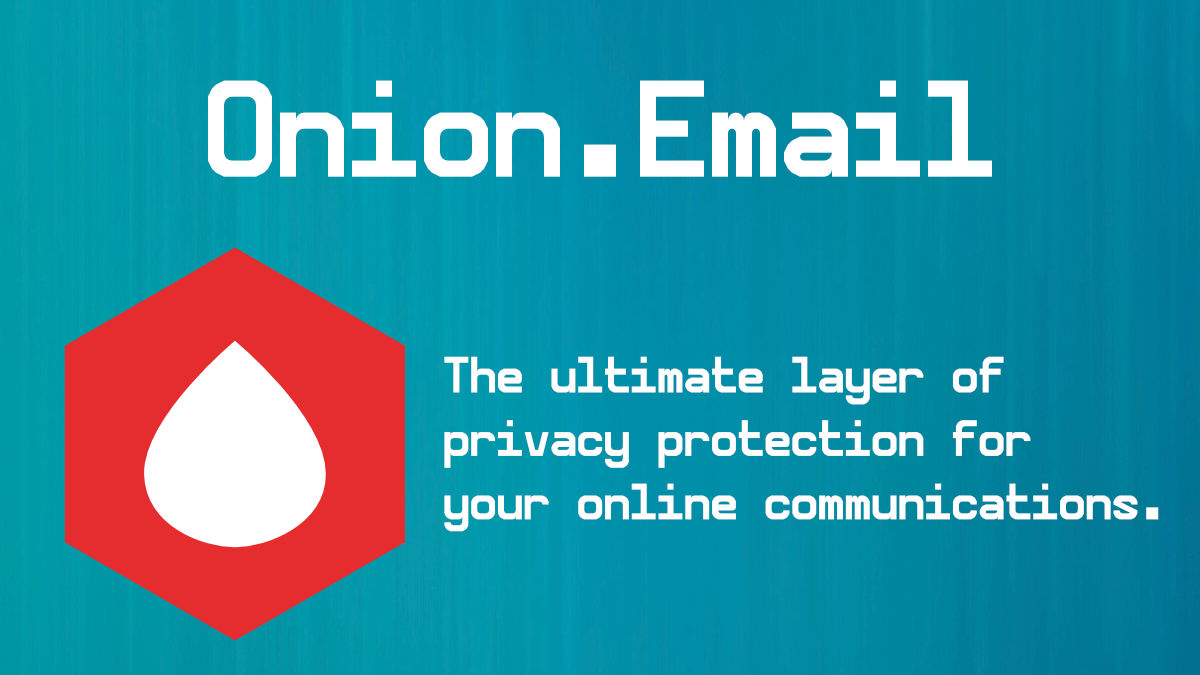 Onion.Email
The ultimate layer of
privacy protection for
your online communications.